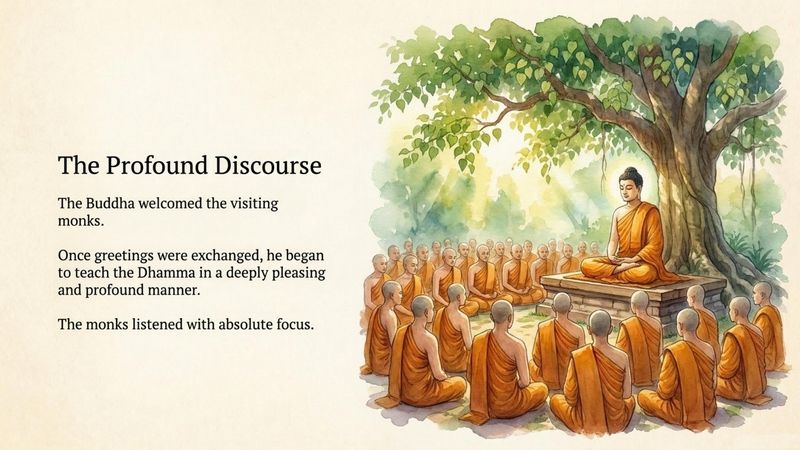 The Profound Discourse
The Buddha welcomed the visiting
monks.
Once greetings were exchanged, he began
to teach the Dhamma in a deeply pleasing
and profound manner.
The monks listened with absolute focus.